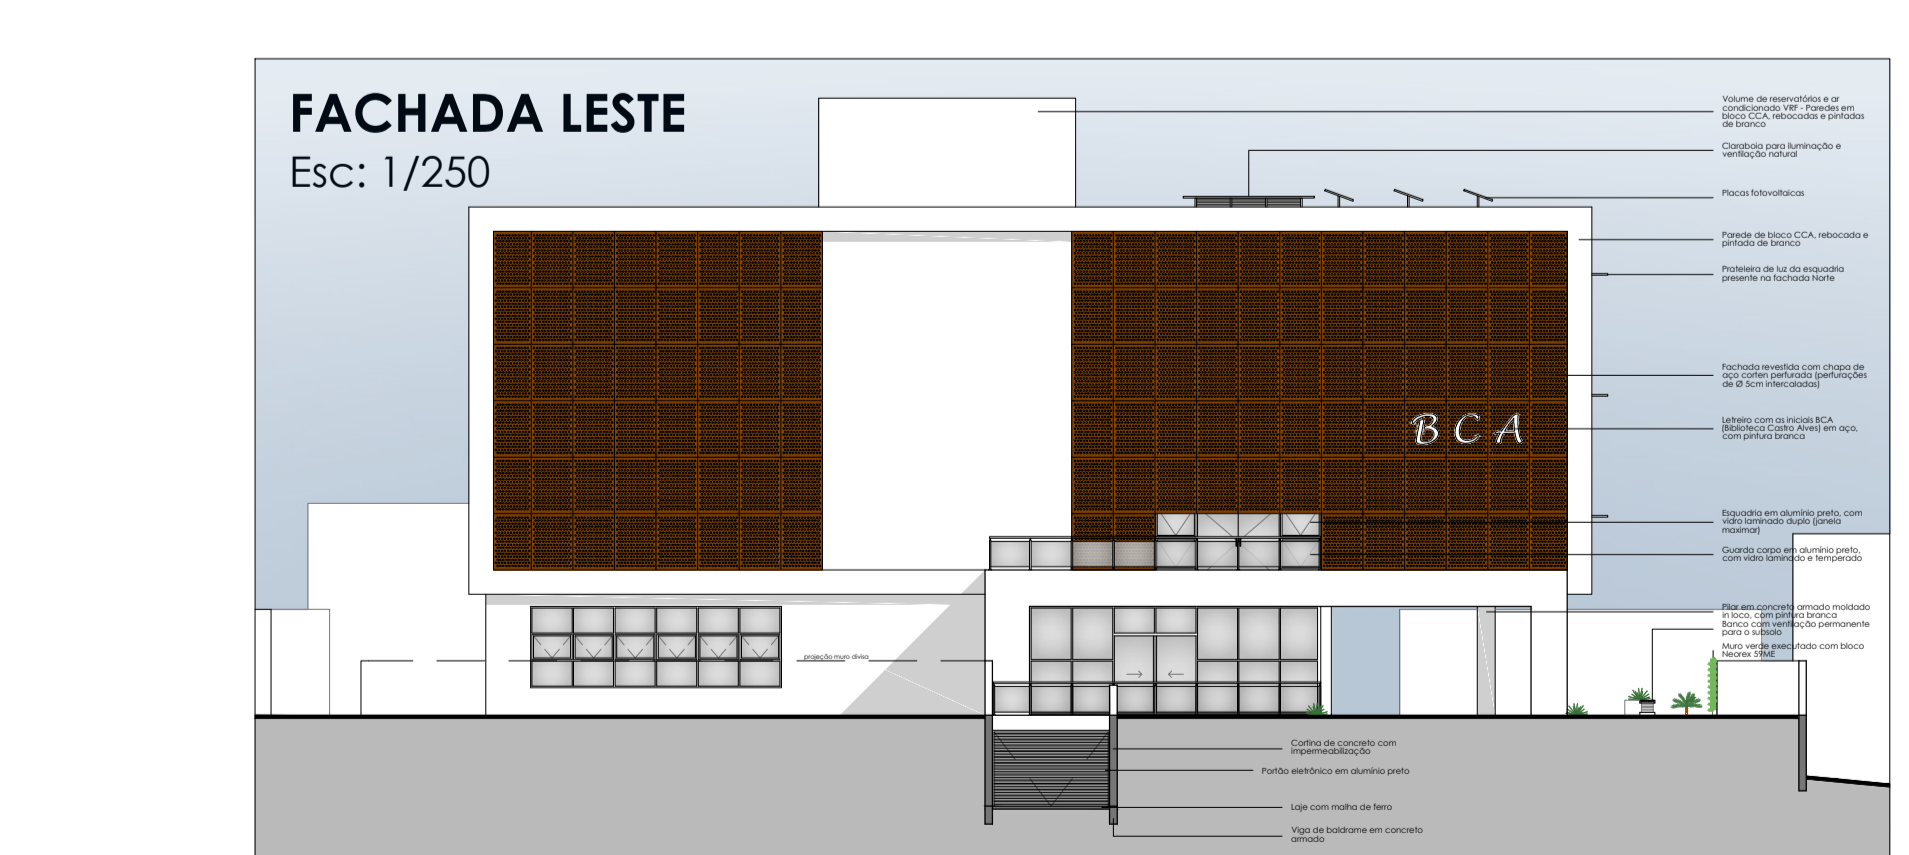 FACHADA LESTE
Esc: 1/250
Volume de reservatórios e ar
condicionado VRF - Paredes em
bloco CCA, rebocadas e pintadas
de branco
Claraboia para iluminação e
ventilação natural
Placas fotovoltaicas
Parede de bloco CCA, rebocada e
pintada de branco
Prateleira de luz da esquadria
presente na fachada Norte
Fachada revestida com chapa de
aço corten perfurada (perfurações
de Ø 5cm intercaladas)
Letreiro com as iniciais BCA
(Biblioteca Castro Alves) em aço,
com pintura branca
B C A
Esquadria em alumínio preto, com
vidro laminado duplo (janela
maximar)
Guarda corpo em alumínio preto,
com vidro laminado e temperado
Pilar em concreto armado moldado
in loco, com pintura branca
Banco com ventilação permanente
para o subsolo
Muro verde executado com bloco
Neorex 59ME
projeção muro divisa
Cortina de concreto com
impermeabilização
Portão eletrônico em alumínio preto
Laje com malha de ferro
Viga de baldrame em concreto
armado